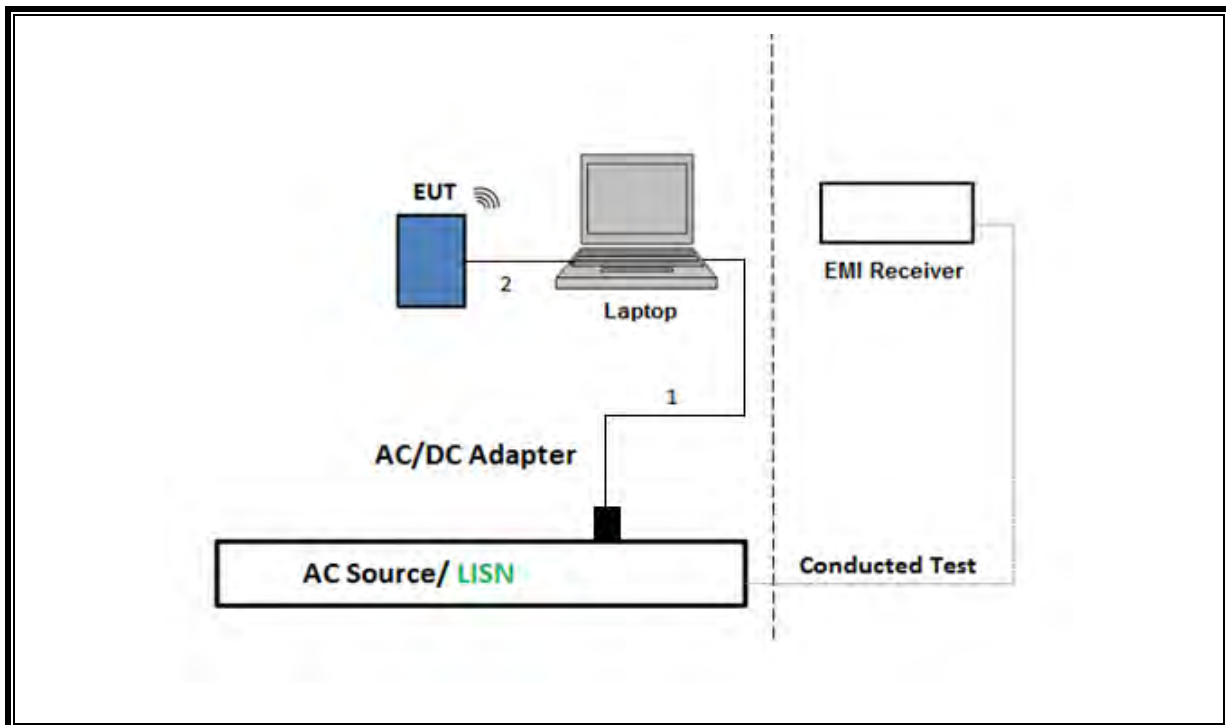 EUT
EMI Receiver
2
Laptop
1
AC/DC Adapter
AC Source/ LISN
Conducted Test